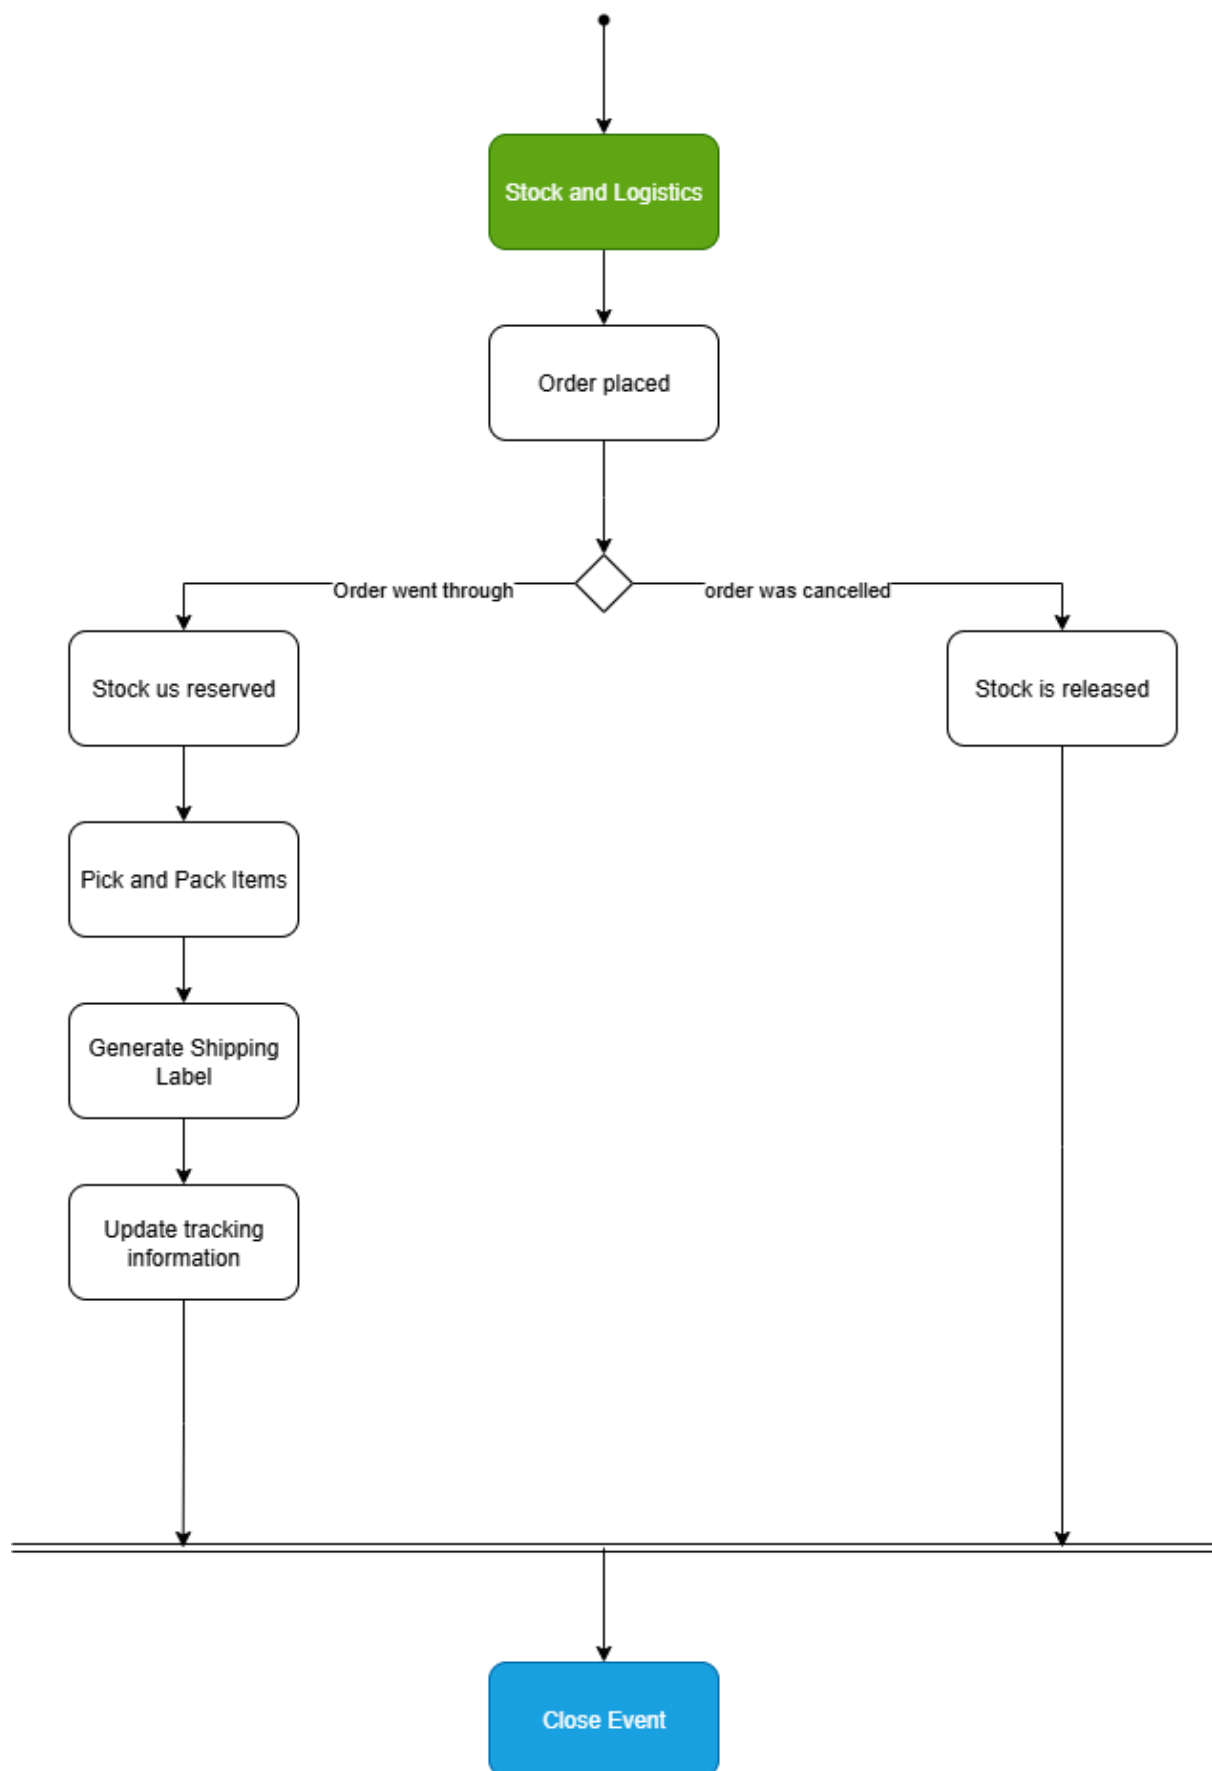 Stock and Logistics
Order placed
Order went through
order was cancelled
Stock us reserved
Stock is released
Pick and Pack Items
Generate Shipping
Label
Update tracking
information
Close Event